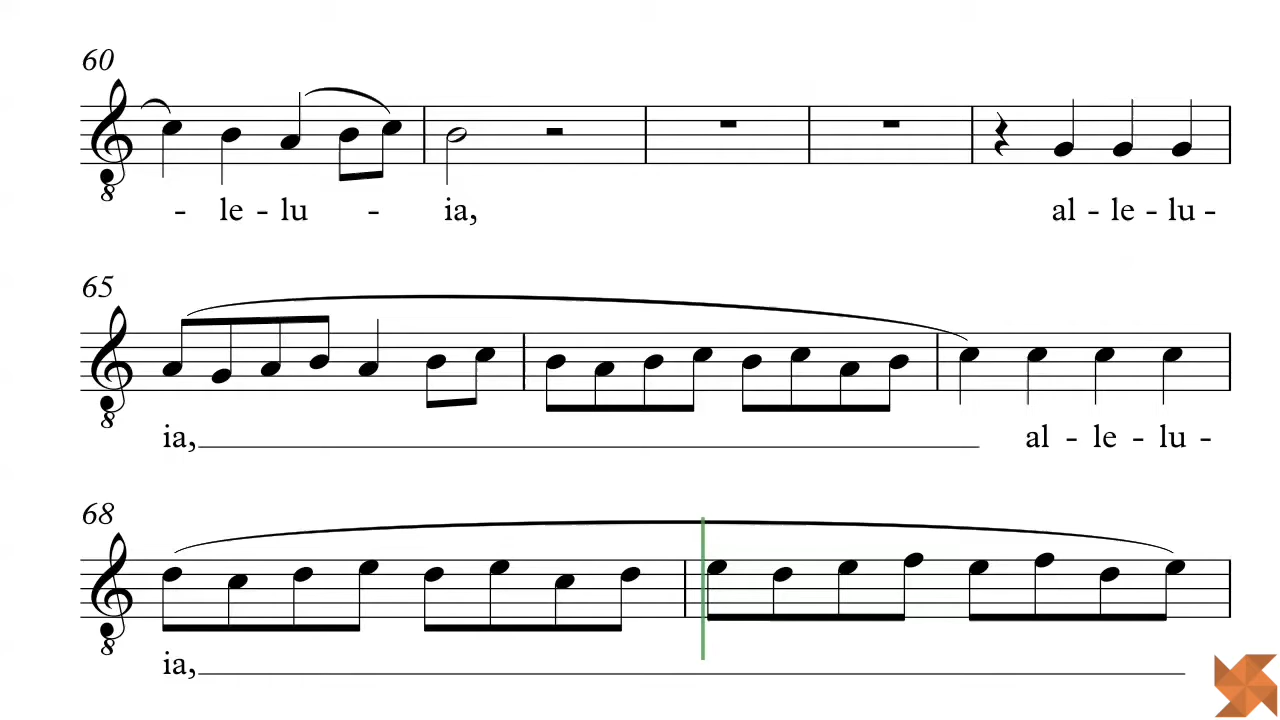 60
8
- le - lu - ia, al - le - lu -
65
8
ia, al - le - lu -
68
8
ia,